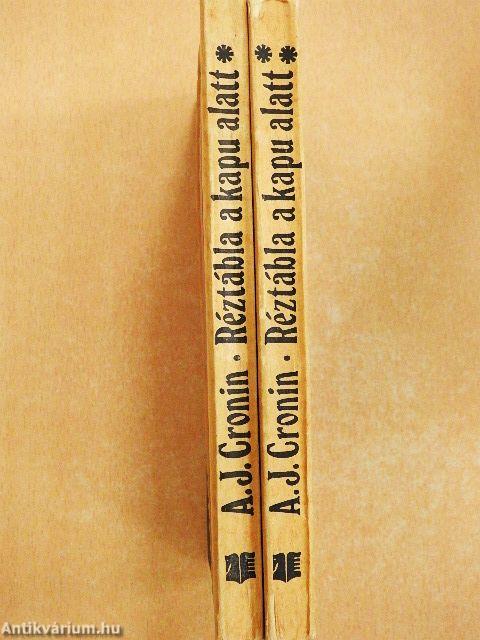 A. J. Cronin · Réztábla a kapu alatt *
A. J. Cronin · Réztábla a kapu alatt * *
Antikvárium.hu